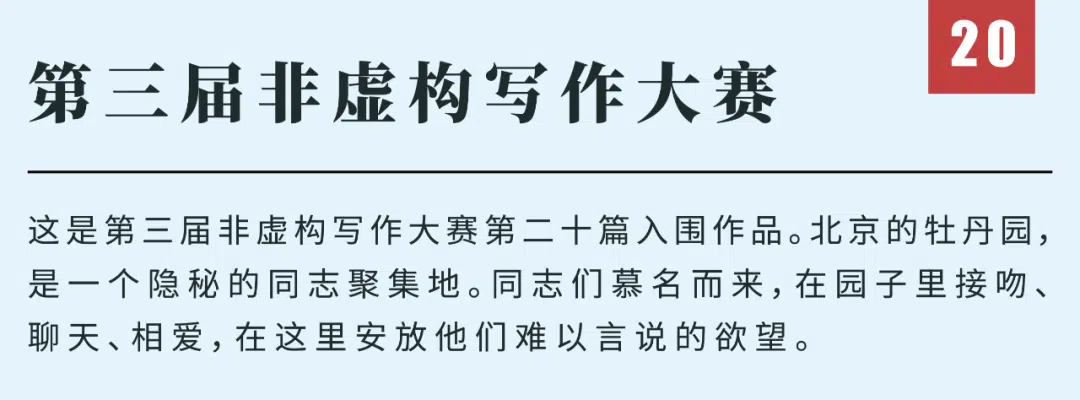 20
第三届非虚构写作大赛
这是第三届非虚构写作大赛第二十篇入围作品。北京的牡丹园，
是一个隐秘的同志聚集地。同志们慕名而来，在园子里接吻、
聊天、相爱，在这里安放他们难以言说的欲望。